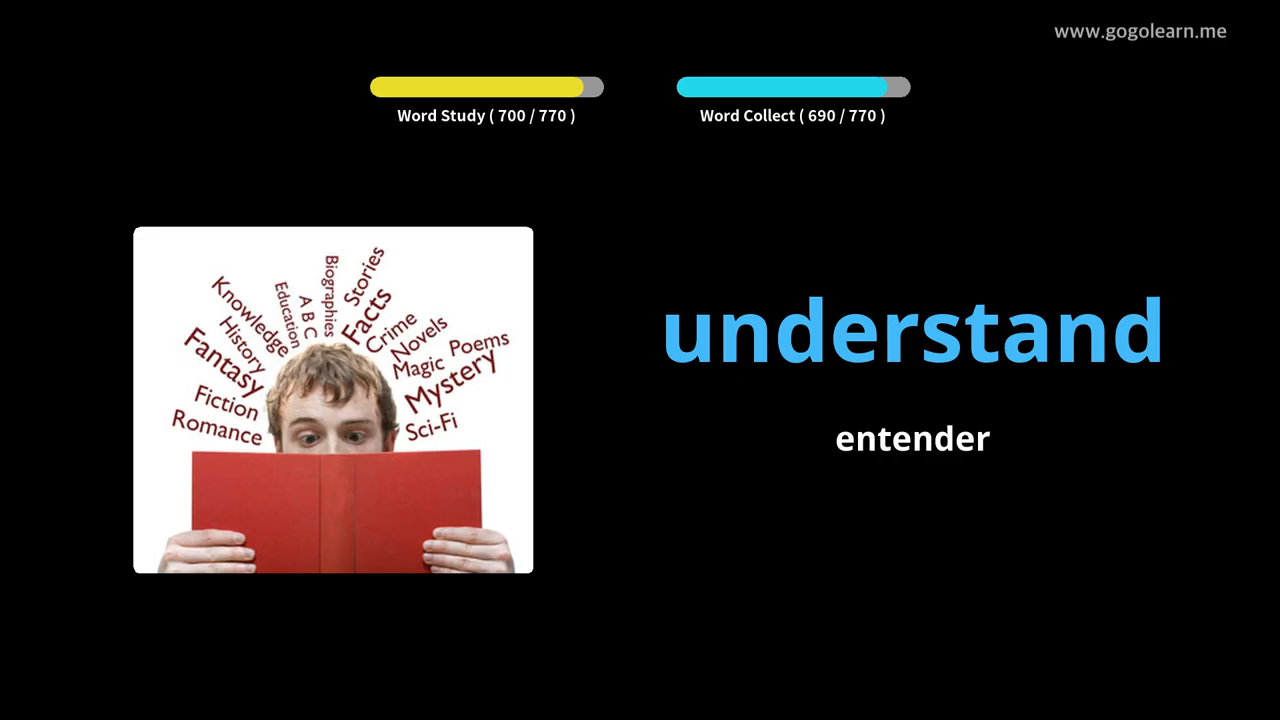 www.gogolearn.me
Word Study ( 700 / 770 )
Word Collect ( 690 / 770 )
understand
entender
Knowledge
History
Fantasy
Fiction
Romance
Education
A B C
Biographies
Stories
Facts
Crime
Novels
Magic
Poems
Mystery
Sci-Fi